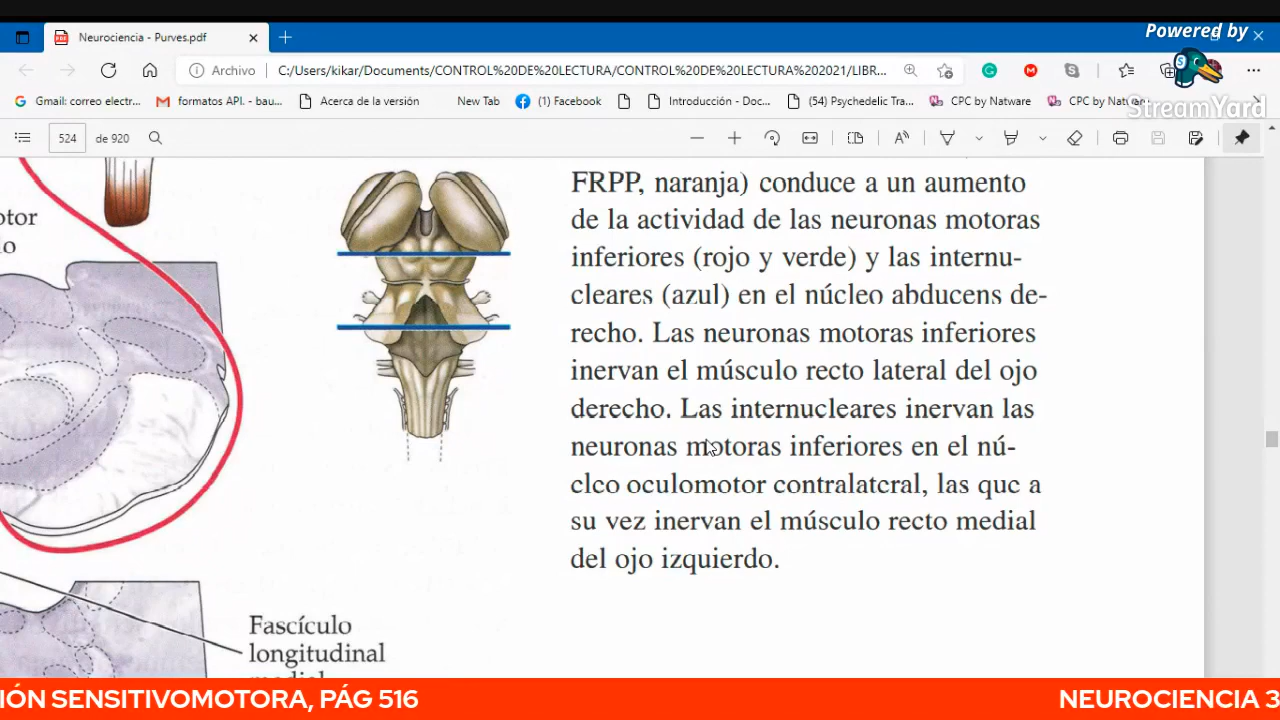 Powered by
Neurociencia - Purves.pdf
StreamYard
Archivo
C:/Users/kikar/Documents/CONTROL%20DE%20LECTURA/CONTROL%20DE%20LECTURA%202021/LIBR...
Gmail: correo electr...
formatos API. - bau...
Acerca de la versión
New Tab
(1) Facebook
Introducción - Doc...
(54) Psychedelic Tra...
CPC by Natware
CPC by Natware
524
de 920
otor
o
FRPP, naranja) conduce a un aumento
de la actividad de las neuronas motoras
inferiores (rojo y verde) y las internu-
cleares (azul) en el núcleo abducens de-
recho. Las neuronas motoras inferiores
inervan el músculo recto lateral del ojo
derecho. Las internucleares inervan las
neuronas motoras inferiores en el nú-
cleo oculomotor contralateral, las que a
su vez inervan el músculo recto medial
del ojo izquierdo.
Fascículo
longitudinal
medial
IÓN SENSITIVOMOTORA, PÁG 516
NEUROCIENCIA 3